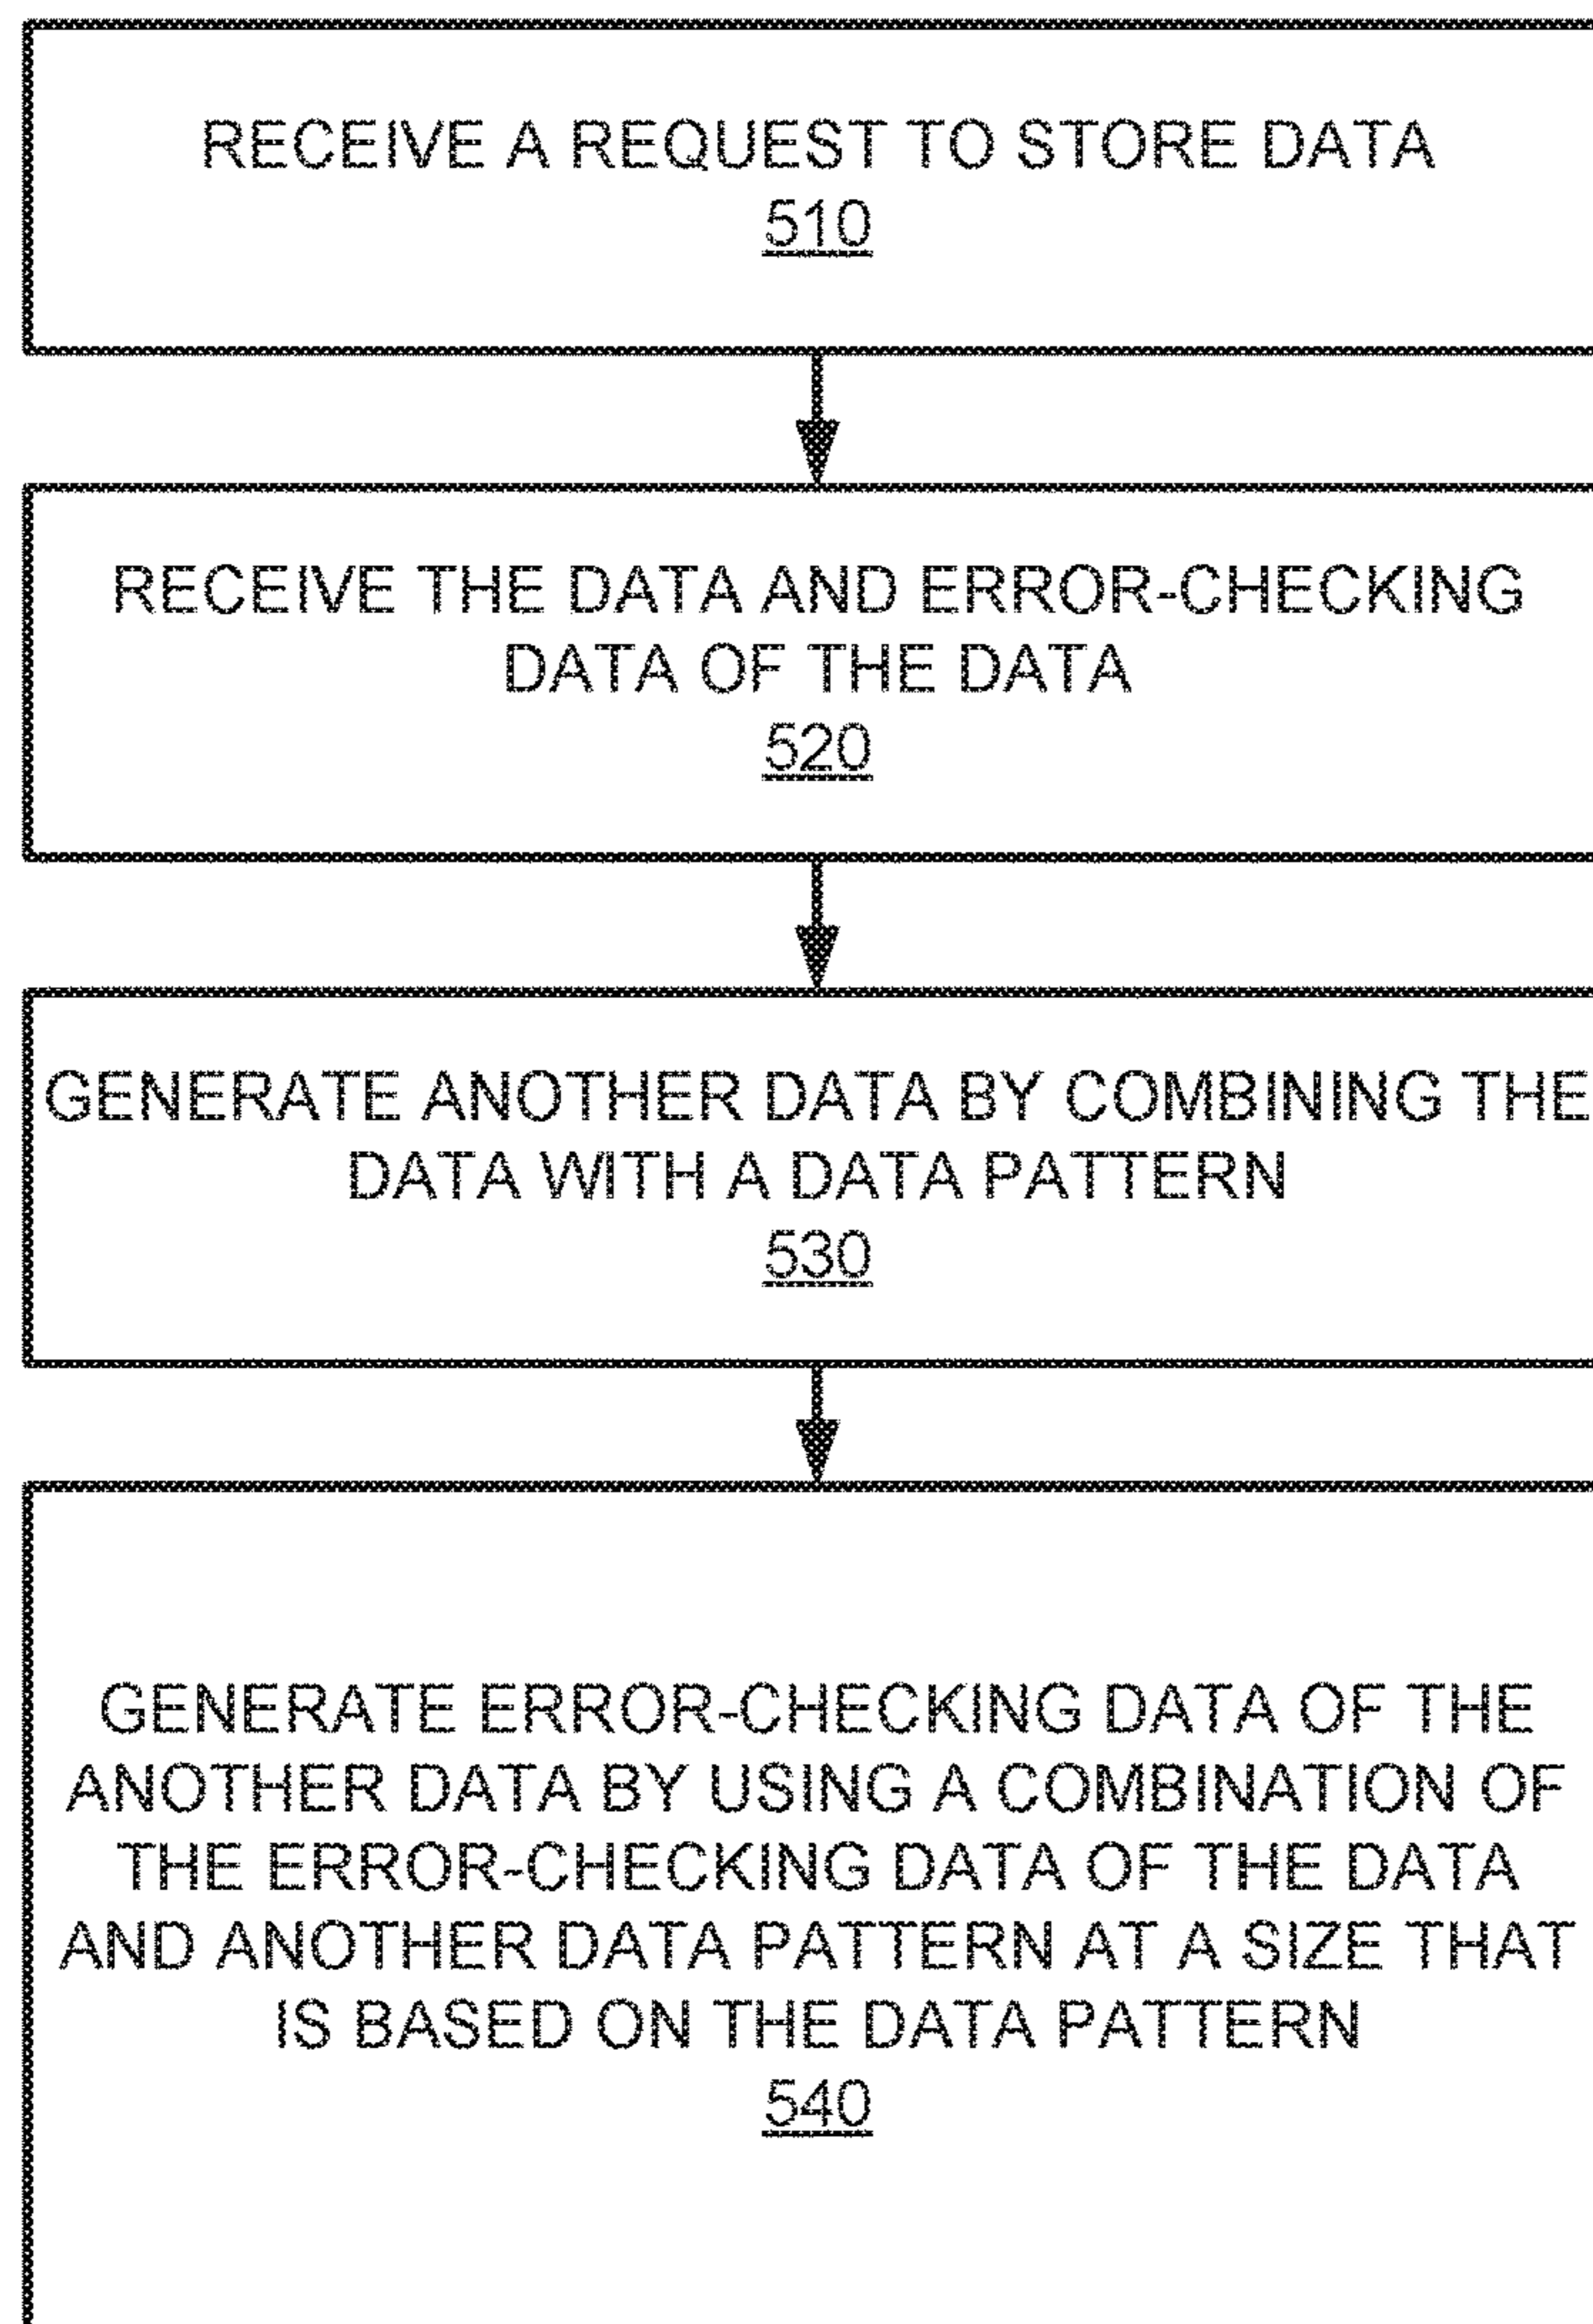 RECEIVE A REQUEST TO STORE DATA
510
RECEIVE THE DATA AND ERROR-CHECKING
DATA OF THE DATA
520
GENERATE ANOTHER DATA BY COMBINING THE
DATA WITH A DATA PATTERN
530
GENERATE ERROR-CHECKING DATA OF THE
ANOTHER DATA BY USING A COMBINATION OF
THE ERROR-CHECKING DATA OF THE DATA
AND ANOTHER DATA PATTERN AT A SIZE THAT
IS BASED ON THE DATA PATTERN
540